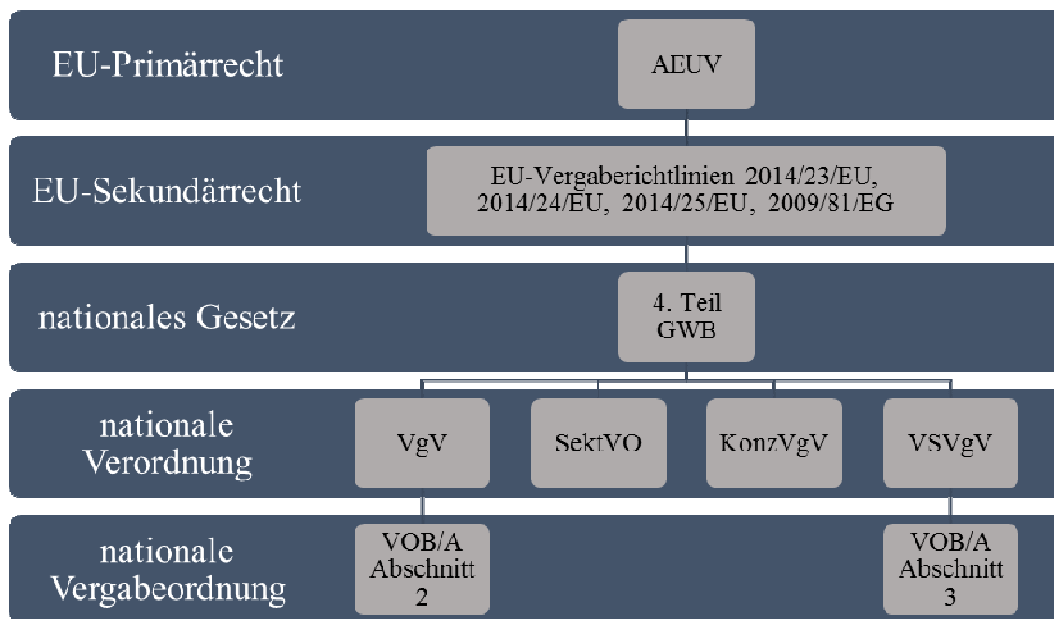 EU-Primärrecht
AEUV
EU-Sekundärrecht
EU-Vergaberichtlinien 2014/23/EU,
2014/24/EU, 2014/25/EU, 2009/81/EG
nationales Gesetz
4. Teil
GWB
nationale
Verordnung
VgV
SektVO
KonzVgV
VSVgV
nationale
Vergabeordnung
VOB/A
Abschnitt
2
VOB/A
Abschnitt
3